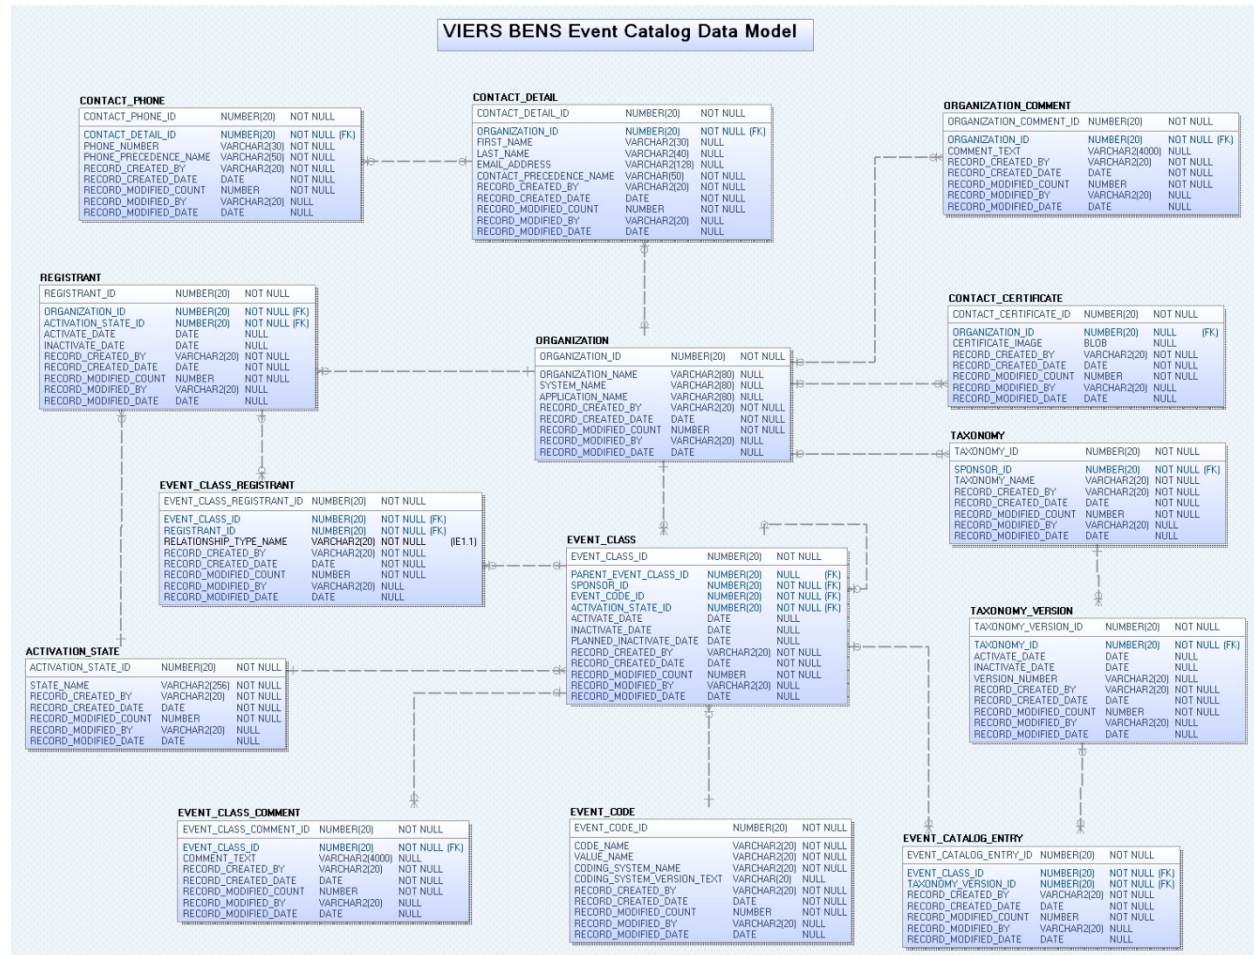 VIERS BENS Event Catalog Data Model
CONTACT_PHONE
CONTACT_PHONE_ID NUMBER(20) NOT NULL
CONTACT_DETAIL_ID NUMBER(20) NOT NULL (FK)
PHONE_NUMBER VARCHAR2(30) NOT NULL
PHONE_PRECEDENCE_NAME VARCHAR2(50) NOT NULL
RECORD_CREATED_BY VARCHAR2(20) NOT NULL
RECORD_CREATED_DATE DATE NOT NULL
RECORD_MODIFIED_COUNT NUMBER NOT NULL
RECORD_MODIFIED_BY VARCHAR2(20) NULL
RECORD_MODIFIED_DATE DATE NULL
CONTACT_DETAIL
CONTACT_DETAIL_ID NUMBER(20) NOT NULL
ORGANIZATION_ID NUMBER(20) NOT NULL (FK)
FIRST_NAME VARCHAR2(30) NULL
LAST_NAME VARCHAR2(40) NULL
EMAIL_ADDRESS VARCHAR2(128) NULL
CONTACT_PRECEDENCE_NAME VARCHAR(50) NOT NULL
RECORD_CREATED_BY VARCHAR2(20) NOT NULL
RECORD_CREATED_DATE DATE NOT NULL
RECORD_MODIFIED_COUNT NUMBER NOT NULL
RECORD_MODIFIED_BY VARCHAR2(20) NULL
RECORD_MODIFIED_DATE DATE NULL
ORGANIZATION_COMMENT
ORGANIZATION_COMMENT_ID NUMBER(20) NOT NULL
ORGANIZATION_ID NUMBER(20) NOT NULL (FK)
COMMENT_TEXT VARCHAR2(4000) NULL
RECORD_CREATED_BY VARCHAR2(20) NOT NULL
RECORD_CREATED_DATE DATE NOT NULL
RECORD_MODIFIED_COUNT NUMBER NOT NULL
RECORD_MODIFIED_BY VARCHAR2(20) NULL
RECORD_MODIFIED_DATE DATE NULL
REGISTRANT
REGISTRANT_ID NUMBER(20) NOT NULL
ORGANIZATION_ID NUMBER(20) NOT NULL (FK)
ACTIVATION_STATE_ID NUMBER(20) NOT NULL (FK)
ACTIVATE_DATE DATE NULL
INACTIVATE_DATE DATE NULL
RECORD_CREATED_BY VARCHAR2(20) NOT NULL
RECORD_CREATED_DATE DATE NOT NULL
RECORD_MODIFIED_COUNT NUMBER NOT NULL
RECORD_MODIFIED_BY VARCHAR2(20) NULL
RECORD_MODIFIED_DATE DATE NULL
ORGANIZATION
ORGANIZATION_ID NUMBER(20) NOT NULL
ORGANIZATION_NAME VARCHAR2(80) NULL
SYSTEM_NAME VARCHAR2(80) NULL
APPLICATION_NAME VARCHAR2(80) NULL
RECORD_CREATED_BY VARCHAR2(20) NOT NULL
RECORD_CREATED_DATE DATE NOT NULL
RECORD_MODIFIED_COUNT NUMBER NOT NULL
RECORD_MODIFIED_BY VARCHAR2(20) NULL
RECORD_MODIFIED_DATE DATE NULL
CONTACT_CERTIFICATE
CONTACT_CERTIFICATE_ID NUMBER(20) NOT NULL
ORGANIZATION_ID NUMBER(20) NULL (FK)
CERTIFICATE_IMAGE BLOB NULL
RECORD_CREATED_BY VARCHAR2(20) NOT NULL
RECORD_CREATED_DATE DATE NOT NULL
RECORD_MODIFIED_COUNT NUMBER NOT NULL
RECORD_MODIFIED_BY VARCHAR2(20) NULL
RECORD_MODIFIED_DATE DATE NULL
TAXONOMY
TAXONOMY_ID NUMBER(20) NOT NULL
SPONSOR_ID NUMBER(20) NOT NULL (FK)
TAXONOMY_NAME VARCHAR2(20) NOT NULL
RECORD_CREATED_BY VARCHAR2(20) NOT NULL
RECORD_CREATED_DATE DATE NOT NULL
RECORD_MODIFIED_COUNT NUMBER NOT NULL
RECORD_MODIFIED_BY VARCHAR2(20) NULL
RECORD_MODIFIED_DATE DATE NULL
EVENT_CLASS_REGISTRANT
EVENT_CLASS_REGISTRANT_ID NUMBER(20) NOT NULL
EVENT_CLASS_ID NUMBER(20) NOT NULL (FK)
REGISTRANT_ID NUMBER(20) NOT NULL (FK)
RELATIONSHIP_TYPE_NAME VARCHAR2(20) NOT NULL (IE1.1)
RECORD_CREATED_BY VARCHAR2(20) NOT NULL
RECORD_CREATED_DATE DATE NOT NULL
RECORD_MODIFIED_COUNT NUMBER NOT NULL
RECORD_MODIFIED_BY VARCHAR2(20) NULL
RECORD_MODIFIED_DATE DATE NULL
EVENT_CLASS
EVENT_CLASS_ID NUMBER(20) NOT NULL
PARENT_EVENT_CLASS_ID NUMBER(20) NULL (FK)
SPONSOR_ID NUMBER(20) NOT NULL (FK)
EVENT_CODE_ID NUMBER(20) NOT NULL (FK)
ACTIVATION_STATE_ID NUMBER(20) NOT NULL (FK)
ACTIVATE_DATE DATE NULL
INACTIVATE_DATE DATE NULL
PLANNED_INACTIVATE_DATE DATE NULL
RECORD_CREATED_BY VARCHAR2(20) NOT NULL
RECORD_CREATED_DATE DATE NOT NULL
RECORD_MODIFIED_COUNT NUMBER NOT NULL
RECORD_MODIFIED_BY VARCHAR2(20) NULL
RECORD_MODIFIED_DATE DATE NULL
TAXONOMY_VERSION
TAXONOMY_VERSION_ID NUMBER(20) NOT NULL
TAXONOMY_ID NUMBER(20) NOT NULL (FK)
ACTIVATE_DATE DATE NULL
INACTIVATE_DATE DATE NULL
VERSION_NUMBER VARCHAR2(20) NULL
RECORD_CREATED_BY VARCHAR2(20) NOT NULL
RECORD_CREATED_DATE DATE NOT NULL
RECORD_MODIFIED_COUNT NUMBER NOT NULL
RECORD_MODIFIED_BY VARCHAR2(20) NULL
RECORD_MODIFIED_DATE DATE NULL
ACTIVATION_STATE
ACTIVATION_STATE_ID NUMBER(20) NOT NULL
STATE_NAME VARCHAR2(256) NOT NULL
RECORD_CREATED_BY VARCHAR2(20) NOT NULL
RECORD_CREATED_DATE DATE NOT NULL
RECORD_MODIFIED_COUNT NUMBER NOT NULL
RECORD_MODIFIED_BY VARCHAR2(20) NULL
RECORD_MODIFIED_DATE DATE NULL
EVENT_CLASS_COMMENT
EVENT_CLASS_COMMENT_ID NUMBER(20) NOT NULL
EVENT_CLASS_ID NUMBER(20) NOT NULL (FK)
COMMENT_TEXT VARCHAR2(4000) NULL
RECORD_CREATED_BY VARCHAR2(20) NOT NULL
RECORD_CREATED_DATE DATE NOT NULL
RECORD_MODIFIED_COUNT NUMBER NOT NULL
RECORD_MODIFIED_BY VARCHAR2(20) NULL
RECORD_MODIFIED_DATE DATE NULL
EVENT_CODE
EVENT_CODE_ID NUMBER(20) NOT NULL
CODE_NAME VARCHAR2(20) NOT NULL
VALUE_NAME VARCHAR2(20) NOT NULL
CODING_SYSTEM_NAME VARCHAR2(20) NOT NULL
CODING_SYSTEM_VERSION_TEXT VARCHAR(20) NULL
RECORD_CREATED_BY VARCHAR2(20) NOT NULL
RECORD_CREATED_DATE DATE NOT NULL
RECORD_MODIFIED_COUNT NUMBER NOT NULL
RECORD_MODIFIED_BY VARCHAR2(20) NULL
RECORD_MODIFIED_DATE DATE NULL
EVENT_CATALOG_ENTRY
EVENT_CATALOG_ENTRY_ID NUMBER(20) NOT NULL
EVENT_CLASS_ID NUMBER(20) NOT NULL (FK)
TAXONOMY_VERSION_ID NUMBER(20) NOT NULL (FK)
RECORD_CREATED_BY VARCHAR2(20) NOT NULL
RECORD_CREATED_DATE DATE NOT NULL
RECORD_MODIFIED_COUNT NUMBER NOT NULL
RECORD_MODIFIED_BY VARCHAR2(20) NULL
RECORD_MODIFIED_DATE DATE NULL